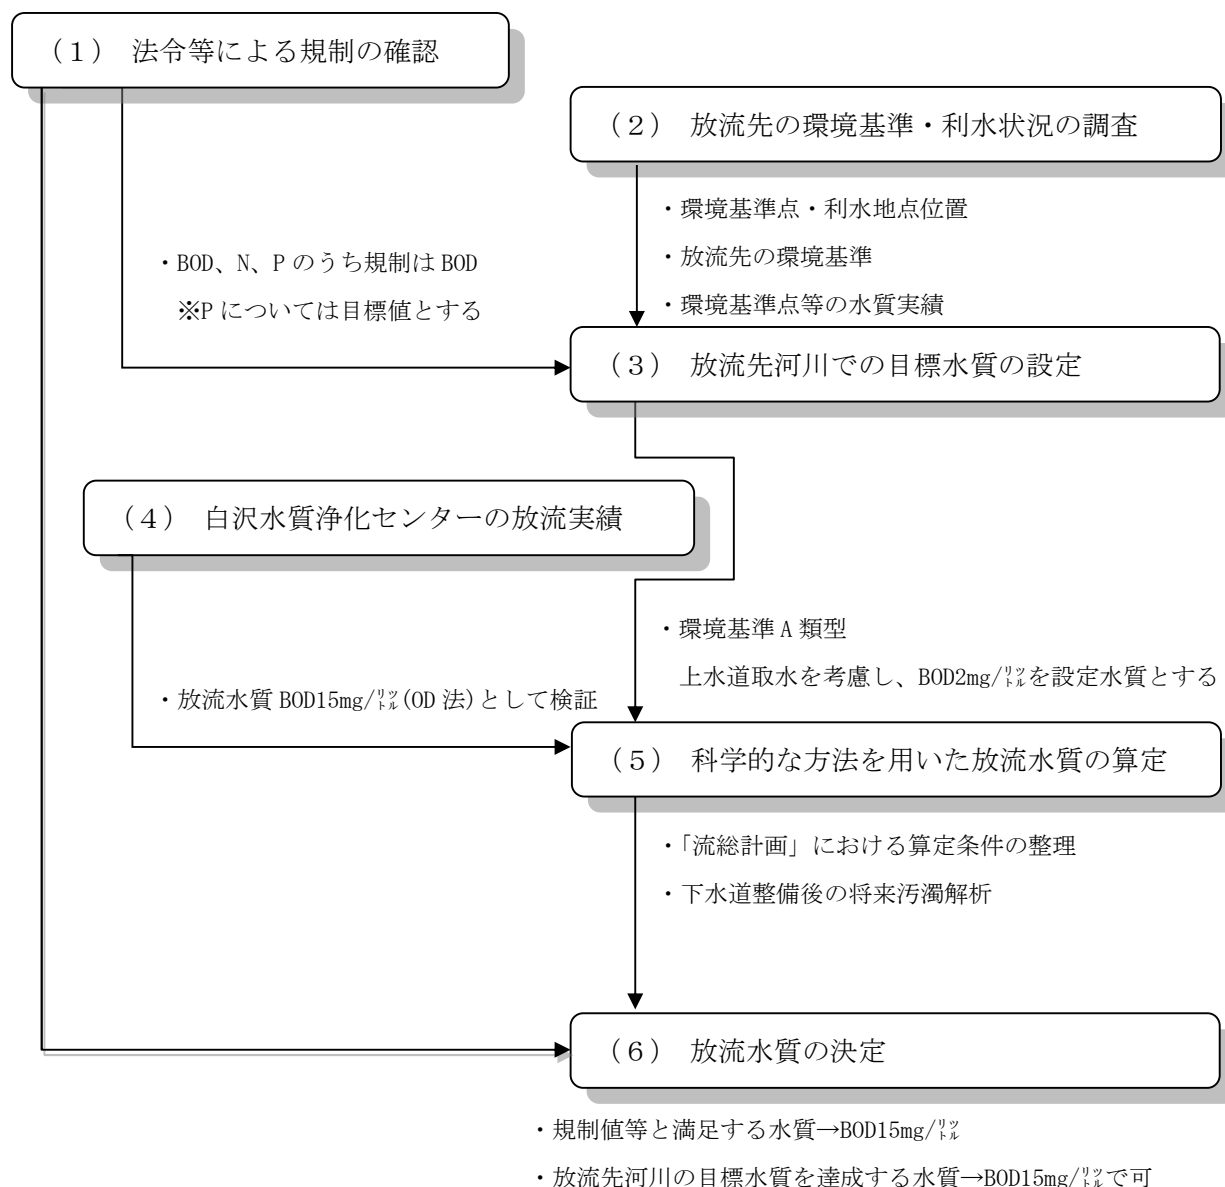 （１） 法令等による規制の確認
（２） 放流先の環境基準・利水状況の調査
・環境基準点・利水地点位置
・放流先の環境基準
・環境基準点等の水質実績
・BOD、N、P のうち規制は BOD
※P については目標値とする
（３） 放流先河川での目標水質の設定
（４） 白沢水質浄化センターの放流実績
・環境基準 A 類型
上水道取水を考慮し、BOD2mg/㍑を設定水質とする
・放流水質 BOD15mg/㍑(OD 法)として検証
（５） 科学的な方法を用いた放流水質の算定
・「流総計画」における算定条件の整理
・下水道整備後の将来汚濁解析
（６） 放流水質の決定
・規制値等と満足する水質→BOD15mg/㍑
・放流先河川の目標水質を達成する水質→BOD15mg/㍑で可